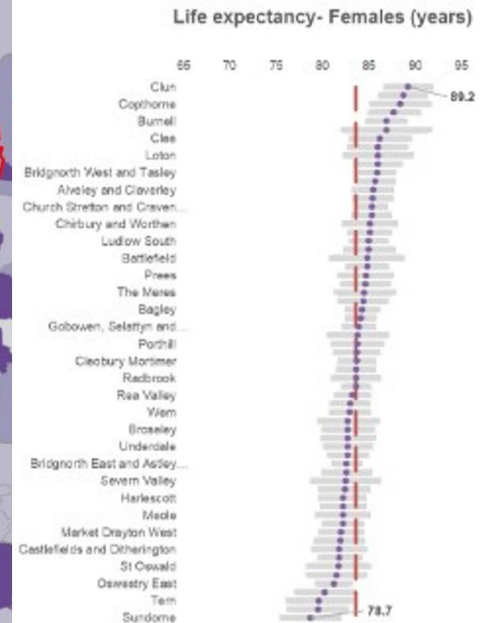 Life expectancy- Females (years)
65 70 75 80 85 90 95
Clun
89.2
Copthorne
Burnell
Clee
Loton
Bridgnorth West and Tasley
Alveley and Claverley
Church Stretton and Craven...
Chirbury and Worthen
Ludlow South
Battlefield
Prees
The Meres
Bagley
Gobowen, Selattyn and...
Porthill
Cleobury Mortimer
Radbrook
Rea Valley
Wem
Broseley
Underdale
Bridgnorth East and Astley...
Severn Valley
Harlescott
Meole
Market Drayton West
Castlefields and Ditherington
St Oswald
Oswestry East
Tern
78.7
Sundorne